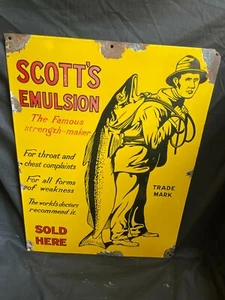 SCOTT'S
EMULSION
The Famous
strength-maker
For throat and
chest complaints
For all forms
of weakness
The world's doctors
recommend it.
SOLD
HERE
TRADE
MARK